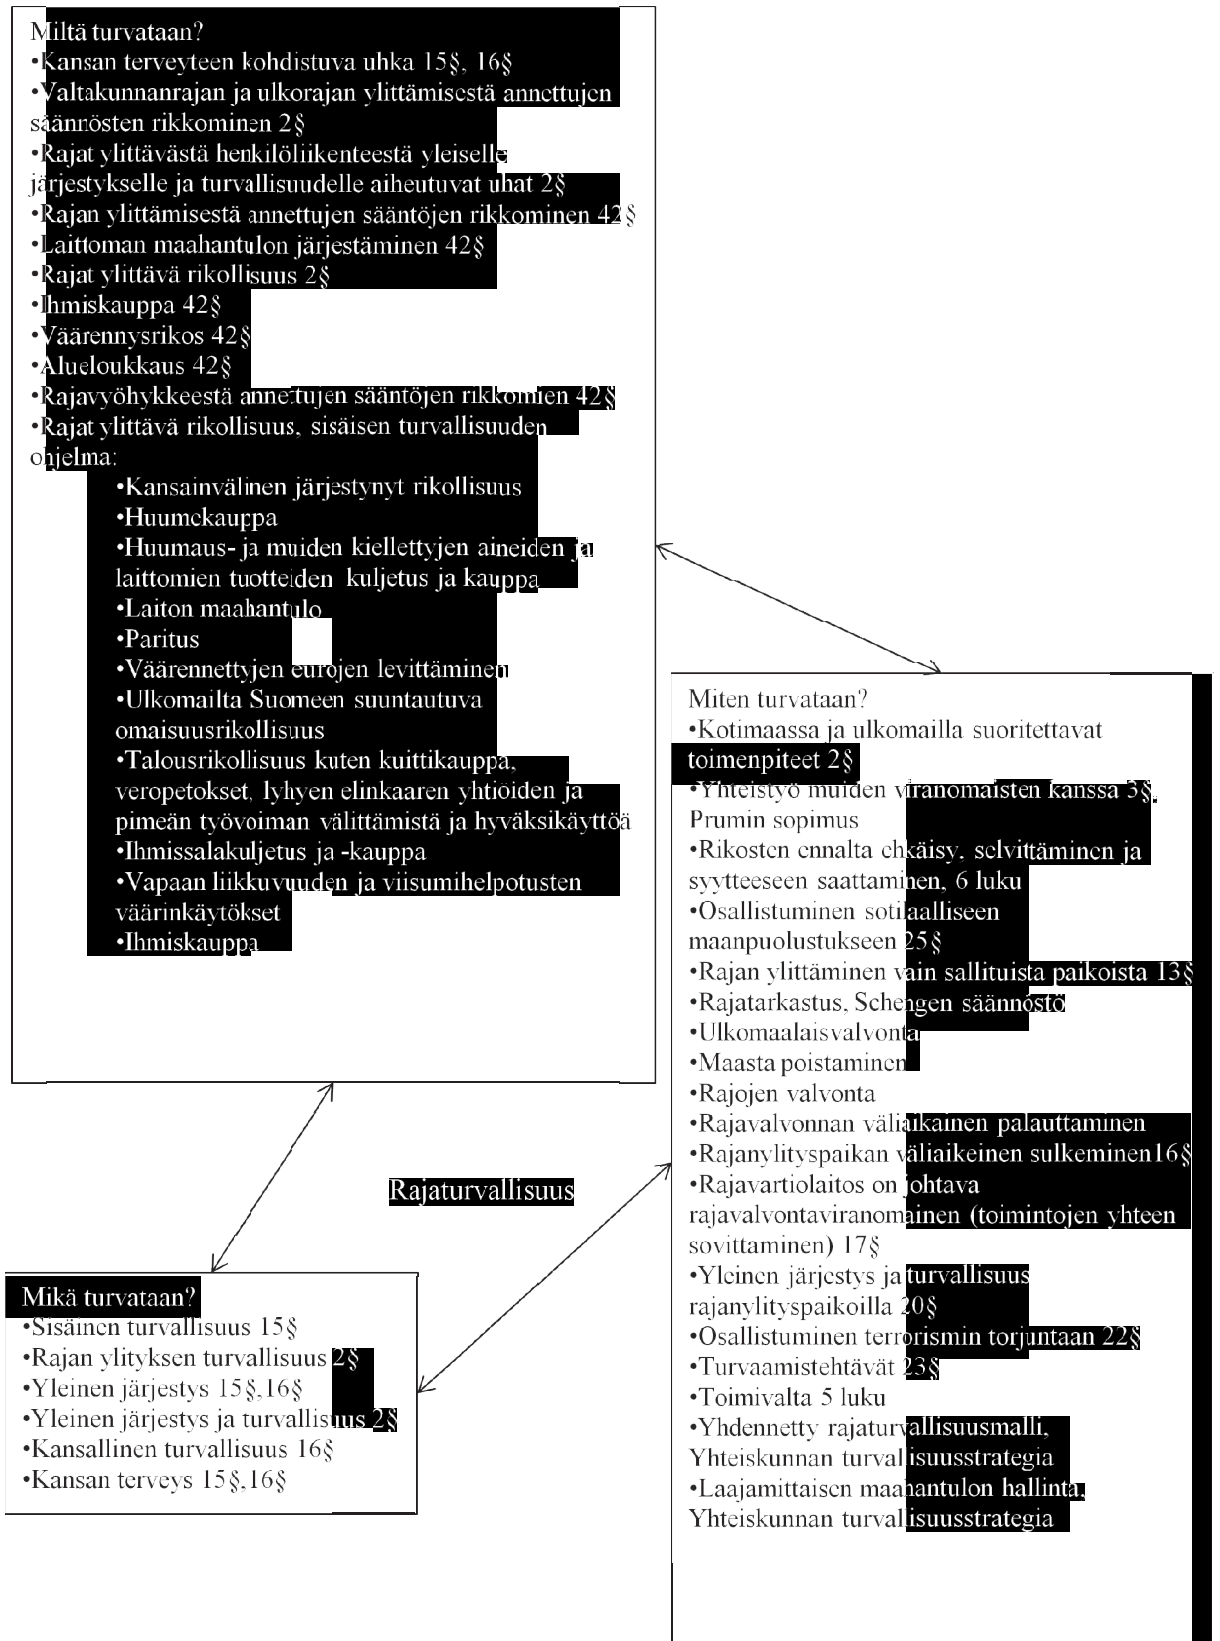 Miltä turvataan?
•Kansan terveyteen kohdistuva uhka 15§, 16§
•Valtakunnanrajan ja ulkorajan ylittämisestä annettujen
säännösten rikkominen 2§
•Rajat ylittävästä henkilöliikenteestä yleiselle
järjestykselle ja turvallisuudelle aiheutuvat uhat 2§
•Rajan ylittämisestä annettujen sääntöjen rikkominen 42§
•Laittoman maahantulon järjestäminen 42§
•Rajat ylittävä rikollisuus 2§
•Ihmiskauppa 42§
•Väärennysrikos 42§
•Alueloukkaus 42§
•Rajavyöhykkeestä annettujen sääntöjen rikkomien 42§
•Rajat ylittävä rikollisuus, sisäisen turvallisuuden
ohjelma:
•Kansainvälinen järjestynyt rikollisuus
•Huumekauppa
•Huumaus- ja muiden kiellettyjen aineiden ja
laittomien tuotteiden kuljetus ja kauppa
•Laiton maahantulo
•Paritus
•Väärennettyjen eurojen levittäminen
•Ulkomailta Suomeen suuntautuva
omaisuusrikollisuus
•Talousrikollisuus kuten kuittikauppa,
veropetokset, lyhyen elinkaaren yhtiöiden ja
pimeän työvoiman välittämistä ja hyväksikäyttöä
•Ihmissalakuljetus ja -kauppa
•Vapaan liikkuvuuden ja viisumihelpotusten
väärinkäytökset
•Ihmiskauppa
Miten turvataan?
•Kotimaassa ja ulkomailla suoritettavat
toimenpiteet 2§
•Yhteistyö muiden viranomaisten kanssa 3§,
Prumin sopimus
•Rikosten ennalta ehkäisy, selvittäminen ja
syytteeseen saattaminen, 6 luku
•Osallistuminen sotilaalliseen
maanpuolustukseen 25§
•Rajan ylittäminen vain sallituista paikoista 13§
•Rajatarkastus, Schengen säännöstö
•Ulkomaalaisvalvonta
•Maasta poistaminen
•Rajojen valvonta
•Rajavalvonnan väliaikainen palauttaminen
•Rajanylityspaikan väliaikeinen sulkeminen16§
•Rajavartiolaitos on johtava
rajavalvontaviranomainen (toimintojen yhteen
sovittaminen) 17§
•Yleinen järjestys ja turvallisuus
rajanylityspaikoilla 20§
•Osallistuminen terrorismin torjuntaan 22§
•Turvaamistehtävät 23§
•Toimivalta 5 luku
•Yhdennetty rajaturvallisuusmalli,
Yhteiskunnan turvallisuusstrategia
•Laajamittaisen maahantulon hallinta,
Yhteiskunnan turvallisuusstrategia
Rajaturvallisuus
Mikä turvataan?
•Sisäinen turvallisuus 15§
•Rajan ylityksen turvallisuus 2§
•Yleinen järjestys 15§,16§
•Yleinen järjestys ja turvallisuus 2§
•Kansallinen turvallisuus 16§
•Kansan terveys 15§,16§